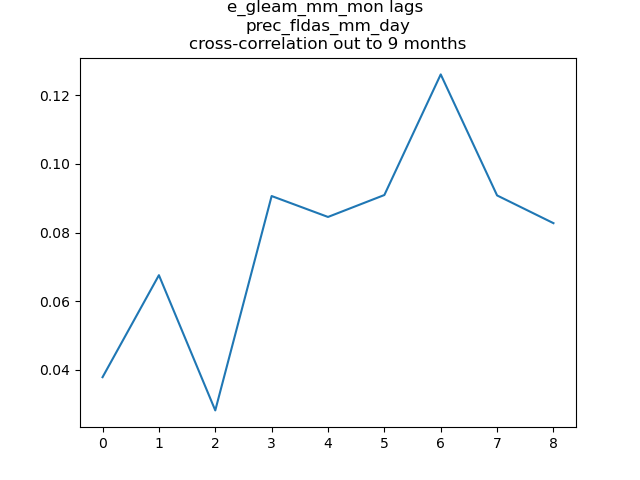 e_gleam_mm_mon lags
prec_fldas_mm_day
cross-correlation out to 9 months
0.12
0.10
0.08
0.06
0.04
0 1 2 3 4 5 6 7 8